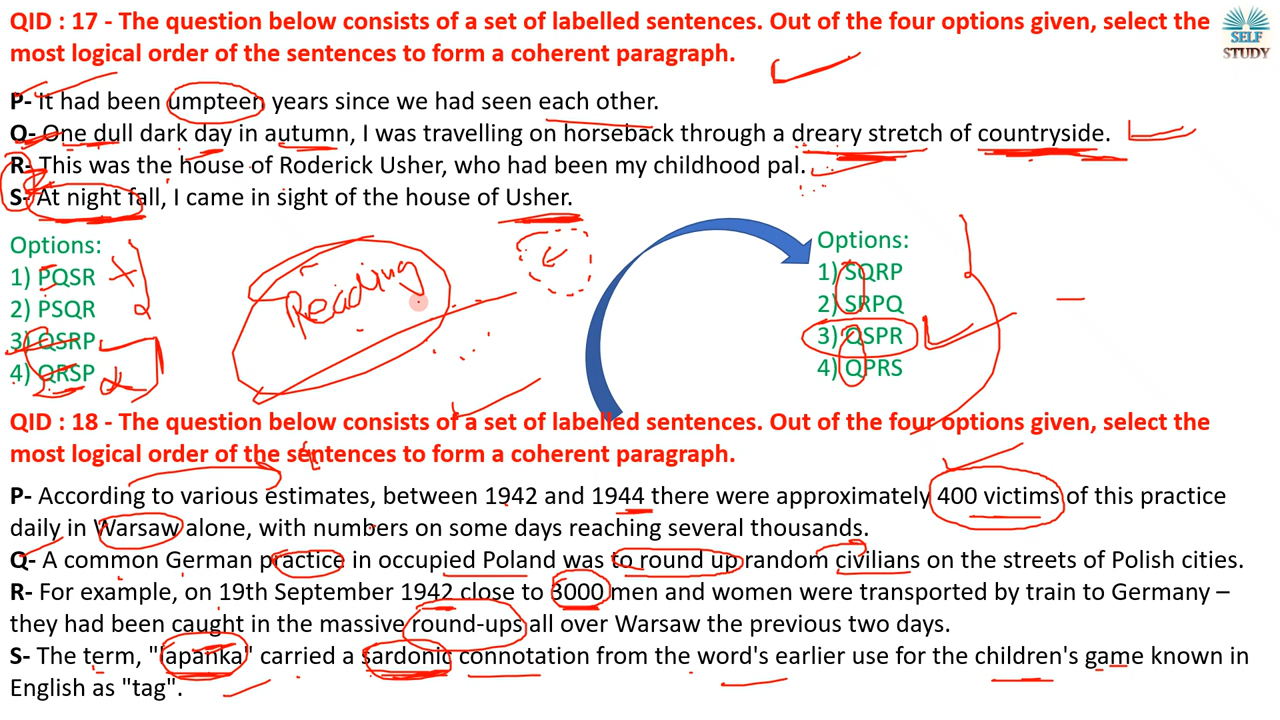 QID : 17 - The question below consists of a set of labelled sentences. Out of the four options given, select the
most logical order of the sentences to form a coherent paragraph.
SELF
STUDY
P- It had been umpteen years since we had seen each other.
Q- One dull dark day in autumn, I was travelling on horseback through a dreary stretch of countryside.
R- This was the house of Roderick Usher, who had been my childhood pal.
S- At night fall, I came in sight of the house of Usher.
Options:
1) PQSR
2) PSQR
3) QSRP
4) QRSP
Reading
Options:
1) SQRP
2) SRPQ
3) QSPR
4) QPRS
QID : 18 - The question below consists of a set of labelled sentences. Out of the four options given, select the
most logical order of the sentences to form a coherent paragraph.
P- According to various estimates, between 1942 and 1944 there were approximately 400 victims of this practice
daily in Warsaw alone, with numbers on some days reaching several thousands.
Q- A common German practice in occupied Poland was to round up random civilians on the streets of Polish cities.
R- For example, on 19th September 1942 close to 3000 men and women were transported by train to Germany –
they had been caught in the massive round-ups all over Warsaw the previous two days.
S- The term, "łapanka" carried a sardonic connotation from the word's earlier use for the children's game known in
English as "tag".